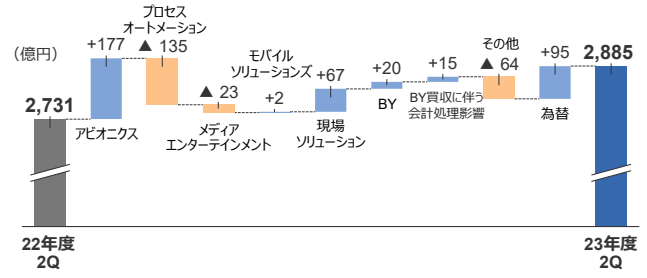 （億円）
2,731
+177
アビオニクス
プロセス
オートメーション
▲ 135
▲ 23
メディア
エンターテインメント
モバイル
ソリューションズ
+2
+67
現場
ソリューション
+20
BY
+15
BY買収に伴う
会計処理影響
その他
▲ 64
+95
為替
2,885
22年度
2Q
23年度
2Q